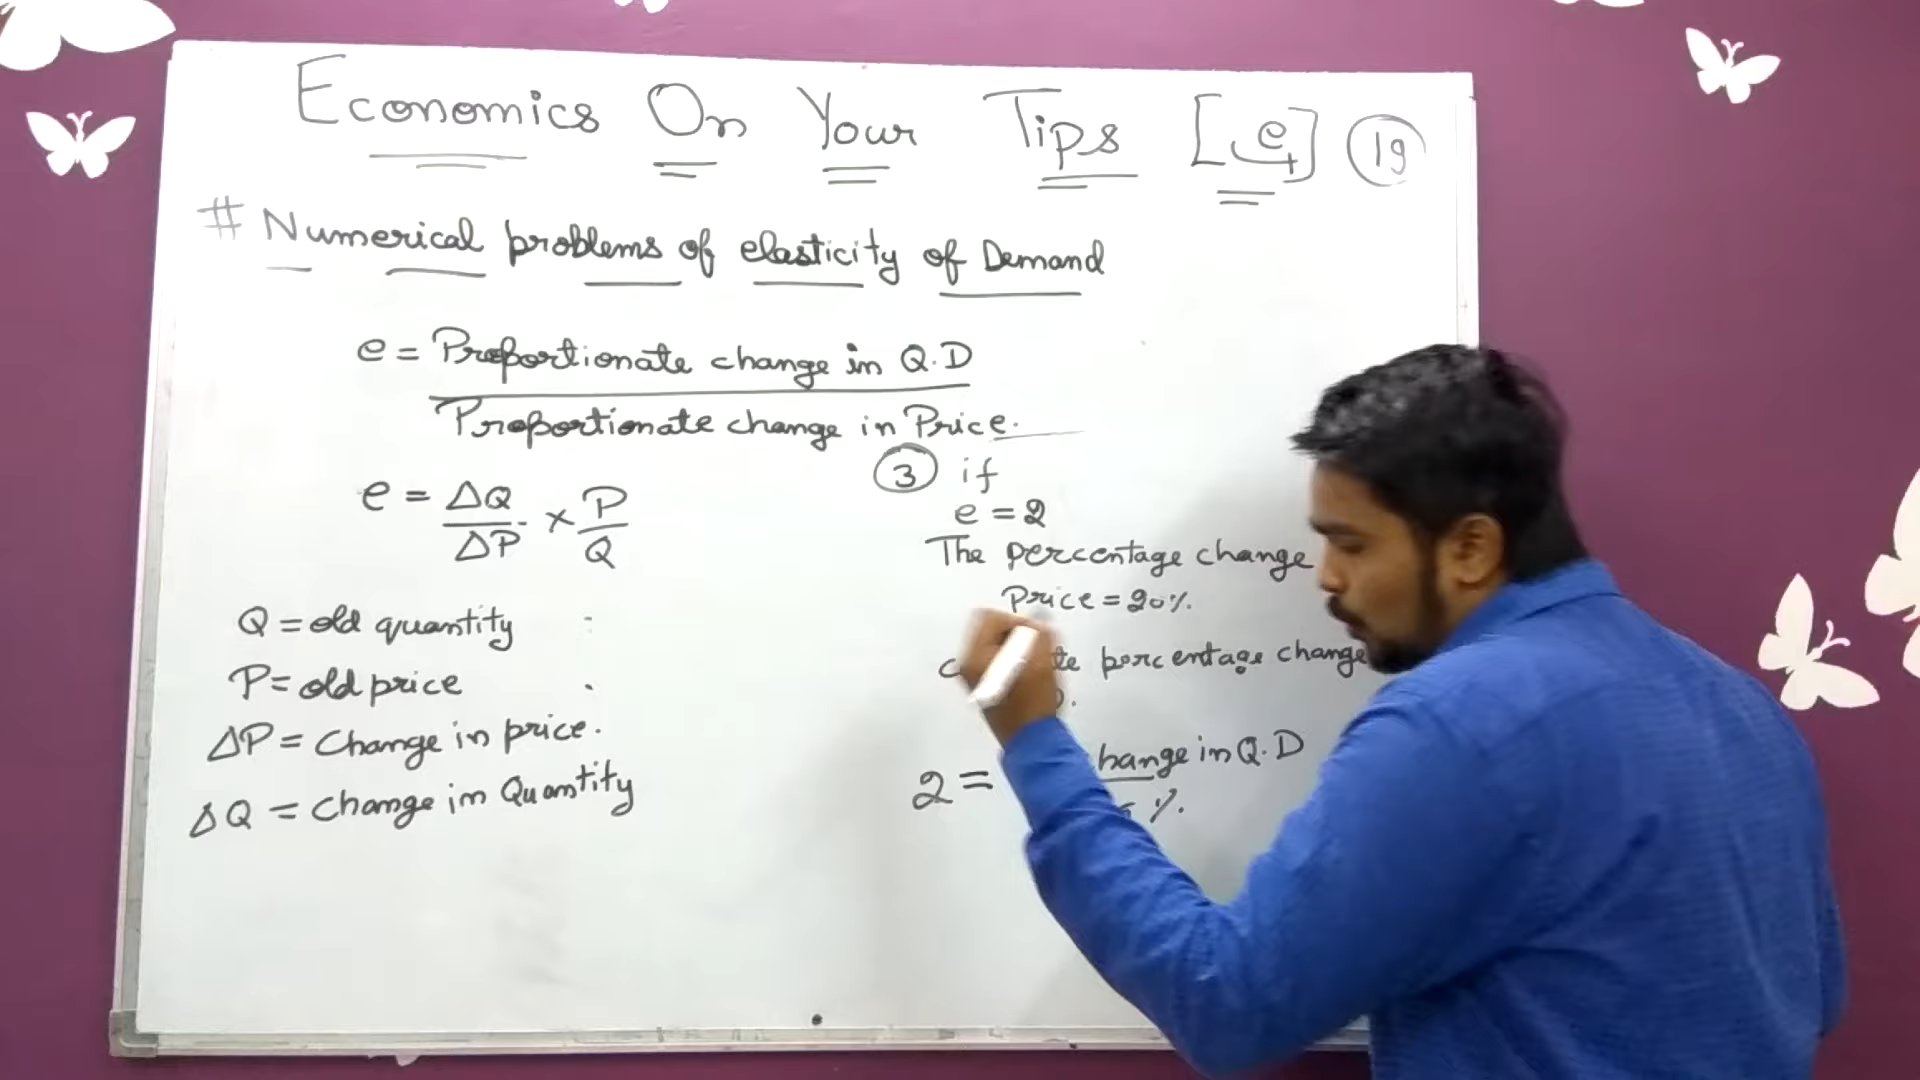 Economics On Your Tips [e] 19
# Numerical problems of elasticity of Demand
e = Proportionate change in Q.D
Proportionate change in Price.
e = ΔQ/ΔP × P/Q
Q = old quantity
P = old price
ΔP = Change in price.
ΔQ = Change in Quantity
3 if
e = 2
The percentage change
Price = 20%.
percentage change
2 = hange in Q.D
%.